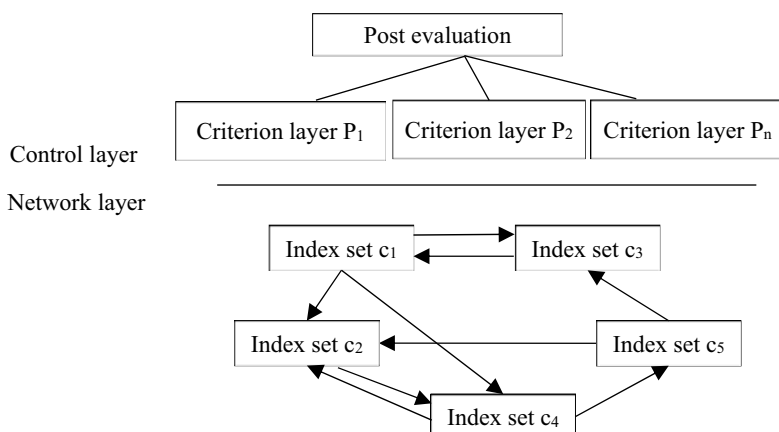 Post evaluation
Criterion layer P₁
Criterion layer P₂
Criterion layer Pₙ
Control layer
Network layer
Index set c₁
Index set c₃
Index set c₂
Index set c₅
Index set c₄